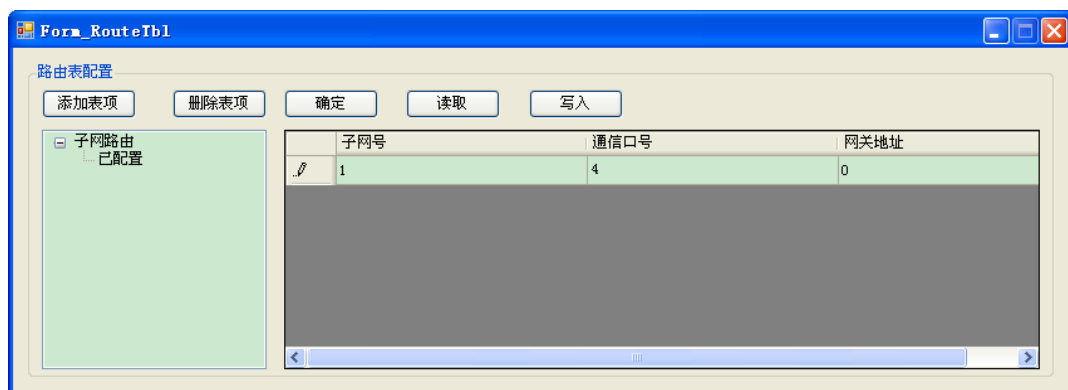 Form_RouteTbl
路由表配置
添加表项 删除表项 确定 读取 写入
子网路由
已配置
子网号 通信口号 网关地址
1 4 0